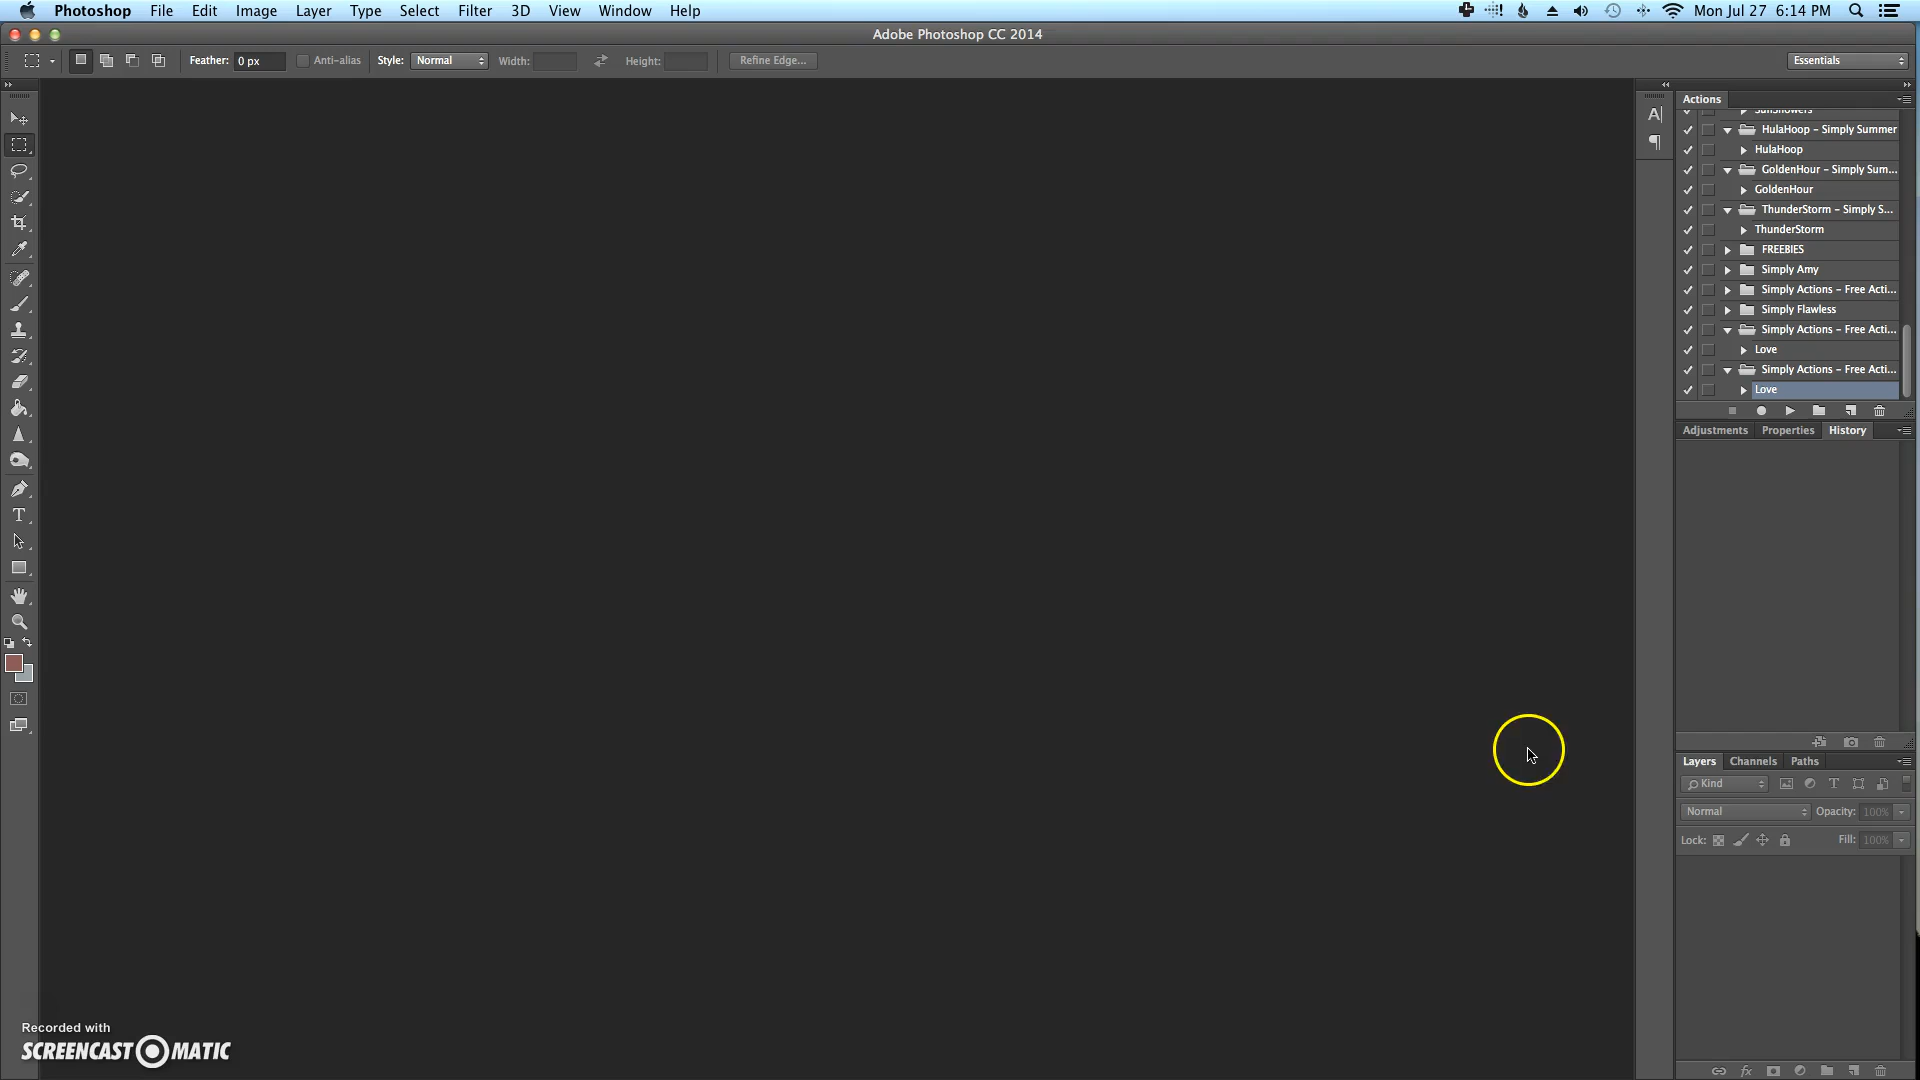 Photoshop File Edit Image Layer Type Select Filter 3D View Window Help Mon Jul 27 6:14 PM
Adobe Photoshop CC 2014
Feather: 0 px Anti-alias Style: Normal Width: Height: Refine Edge... Essentials
Actions
SunShowers
HulaHoop - Simply Summer
HulaHoop
GoldenHour - Simply Sum...
GoldenHour
ThunderStorm - Simply S...
ThunderStorm
FREEBIES
Simply Amy
Simply Actions - Free Acti...
Simply Flawless
Simply Actions - Free Acti...
Love
Simply Actions - Free Acti...
Love
Adjustments Properties History
Layers Channels Paths
Kind
Normal Opacity: 100%
Lock: Fill: 100%
Recorded with
SCREENCAST MATIC